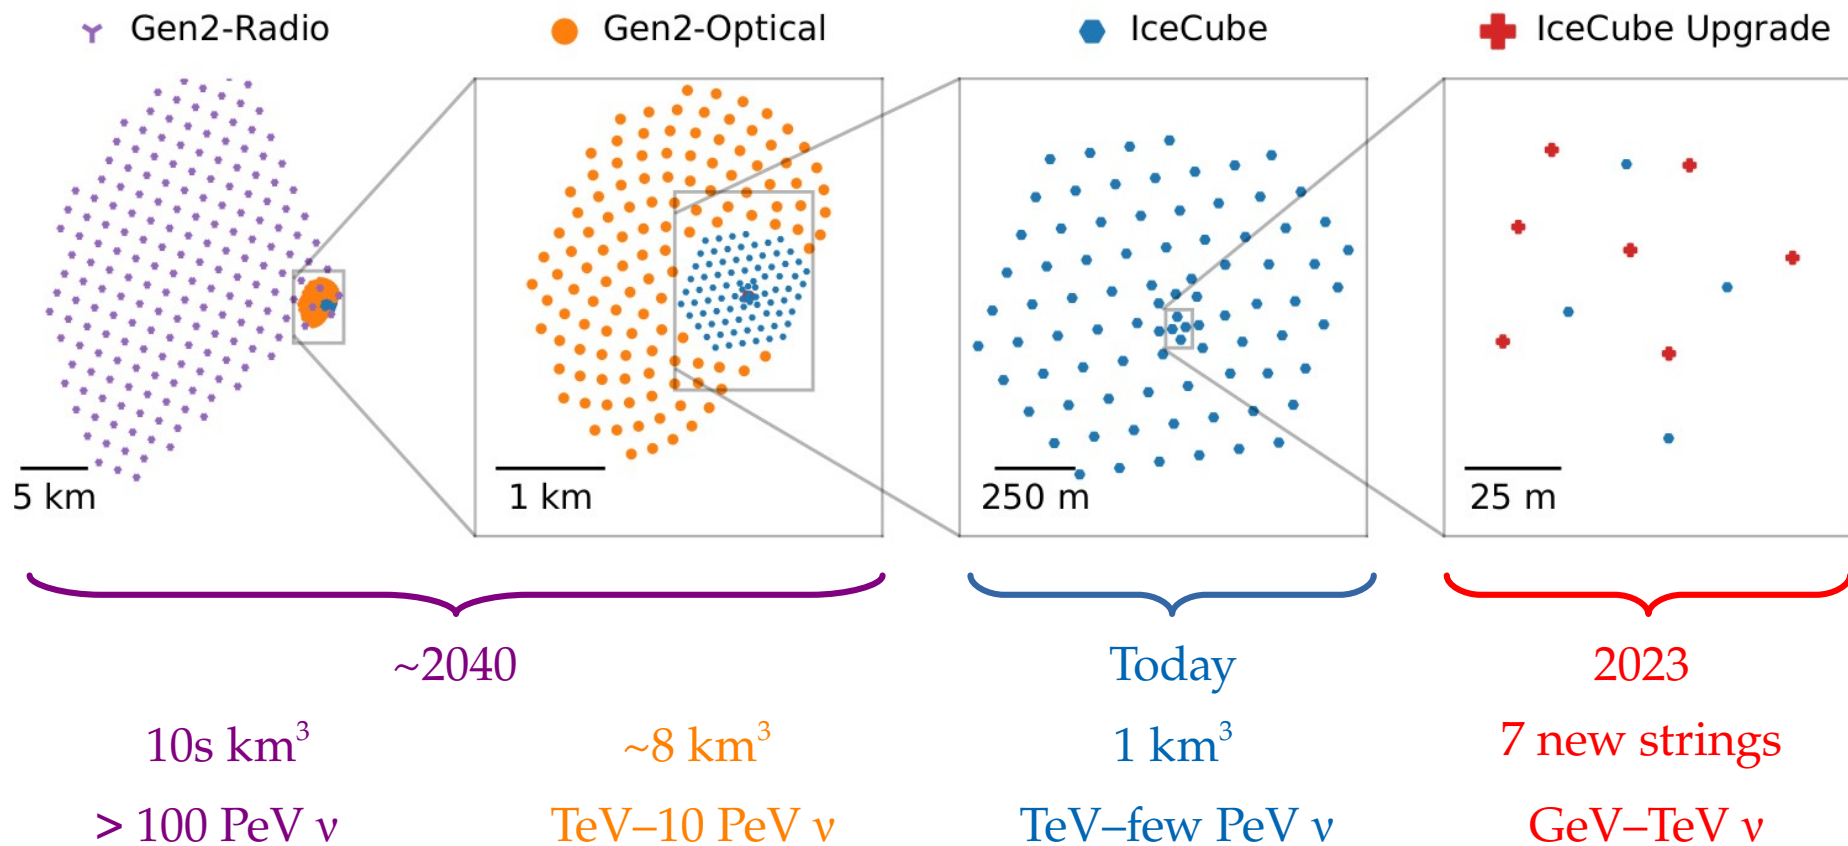 Gen2-Radio
Gen2-Optical
IceCube
IceCube Upgrade
5 km
1 km
250 m
25 m
~2040
Today
2023
10s km³
~8 km³
1 km³
7 new strings
> 100 PeV ν
TeV–10 PeV ν
TeV–few PeV ν
GeV–TeV ν